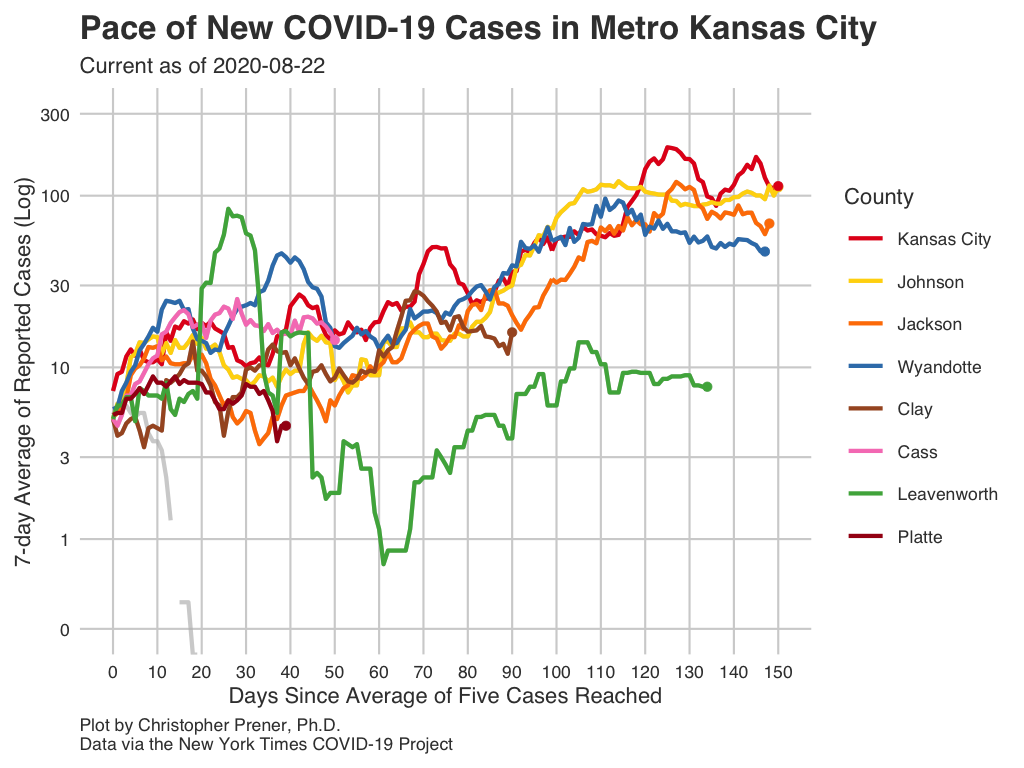 Pace of New COVID-19 Cases in Metro Kansas City
Current as of 2020-08-22
7-day Average of Reported Cases (Log)
300
100
30
10
3
1
0
0 10 20 30 40 50 60 70 80 90 100 110 120 130 140 150
Days Since Average of Five Cases Reached
County
Kansas City
Johnson
Jackson
Wyandotte
Clay
Cass
Leavenworth
Platte
Plot by Christopher Prener, Ph.D.
Data via the New York Times COVID-19 Project